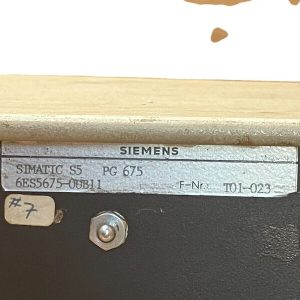 SIEMENS
SIMATIC S5 PG 675
6ES5675-0UB11 F-Nr. T01-023
#7